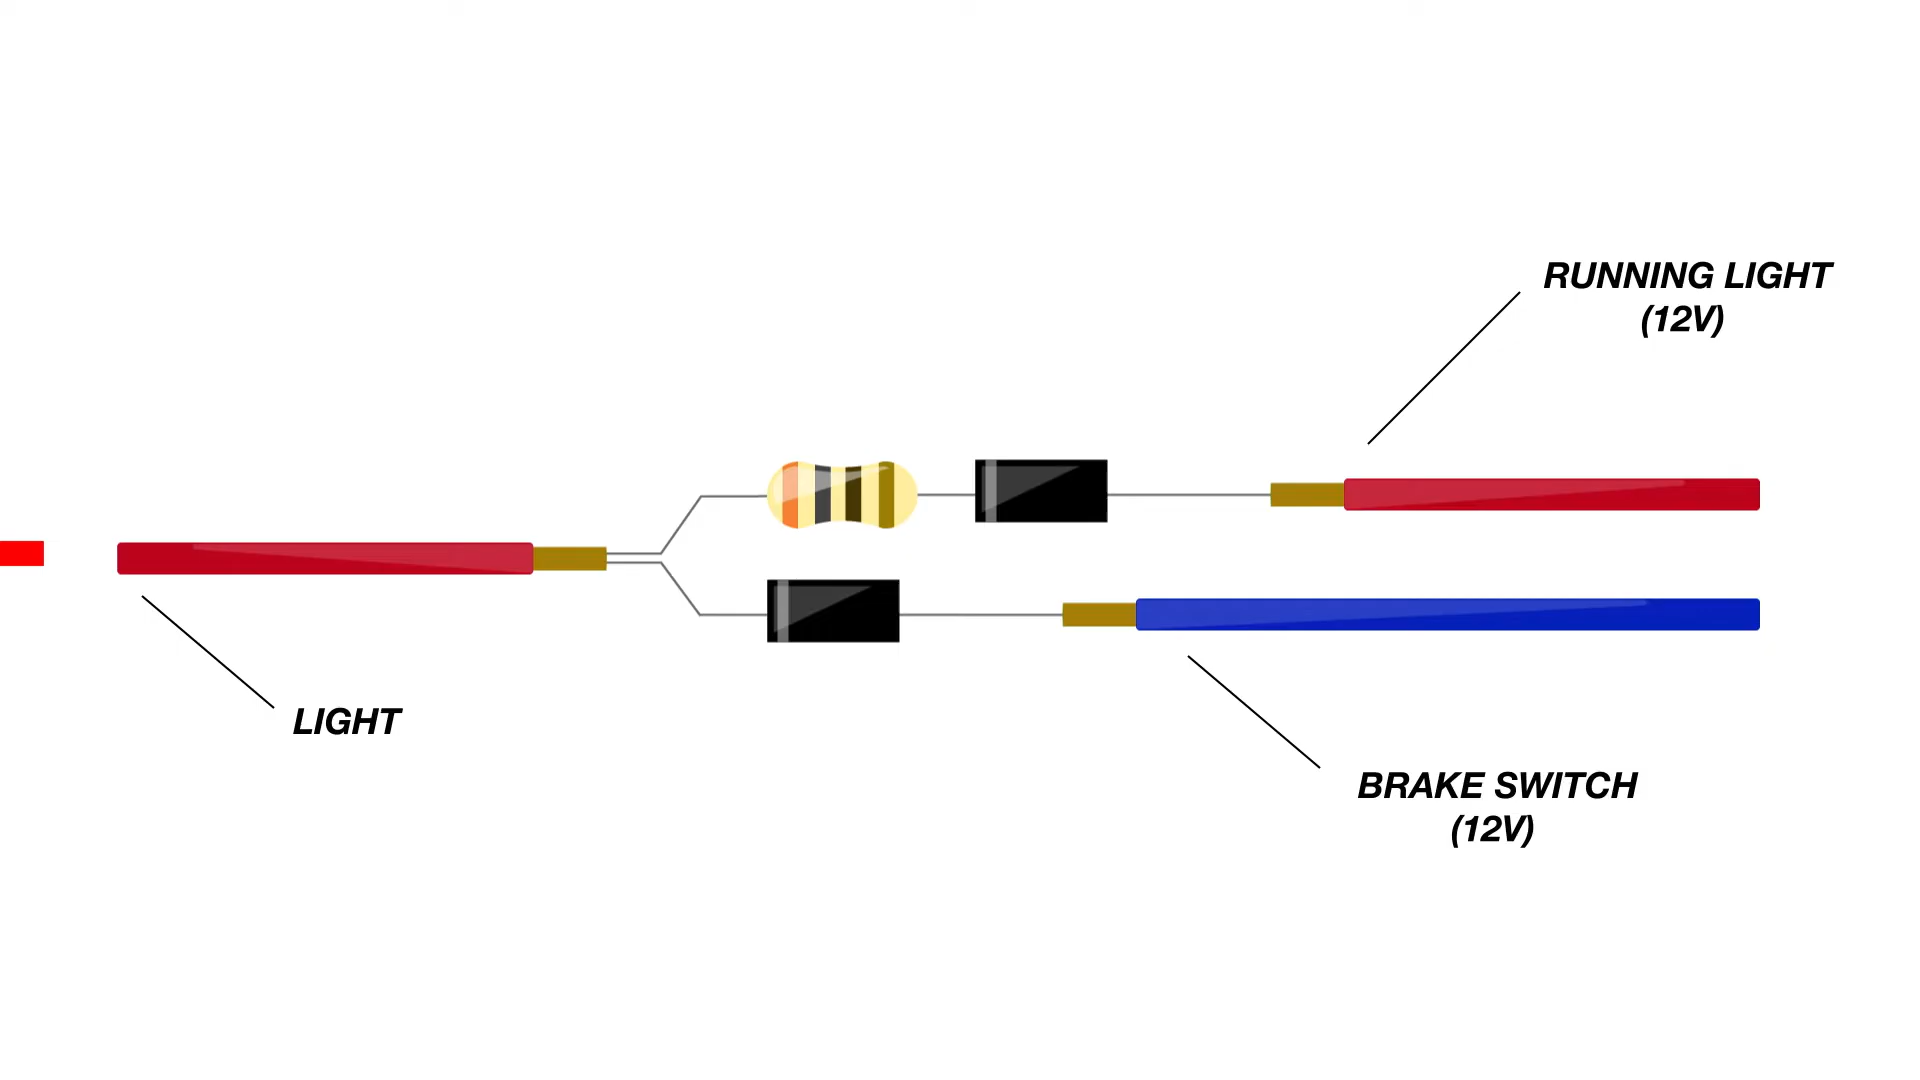 RUNNING LIGHT
(12V)
LIGHT
BRAKE SWITCH
(12V)